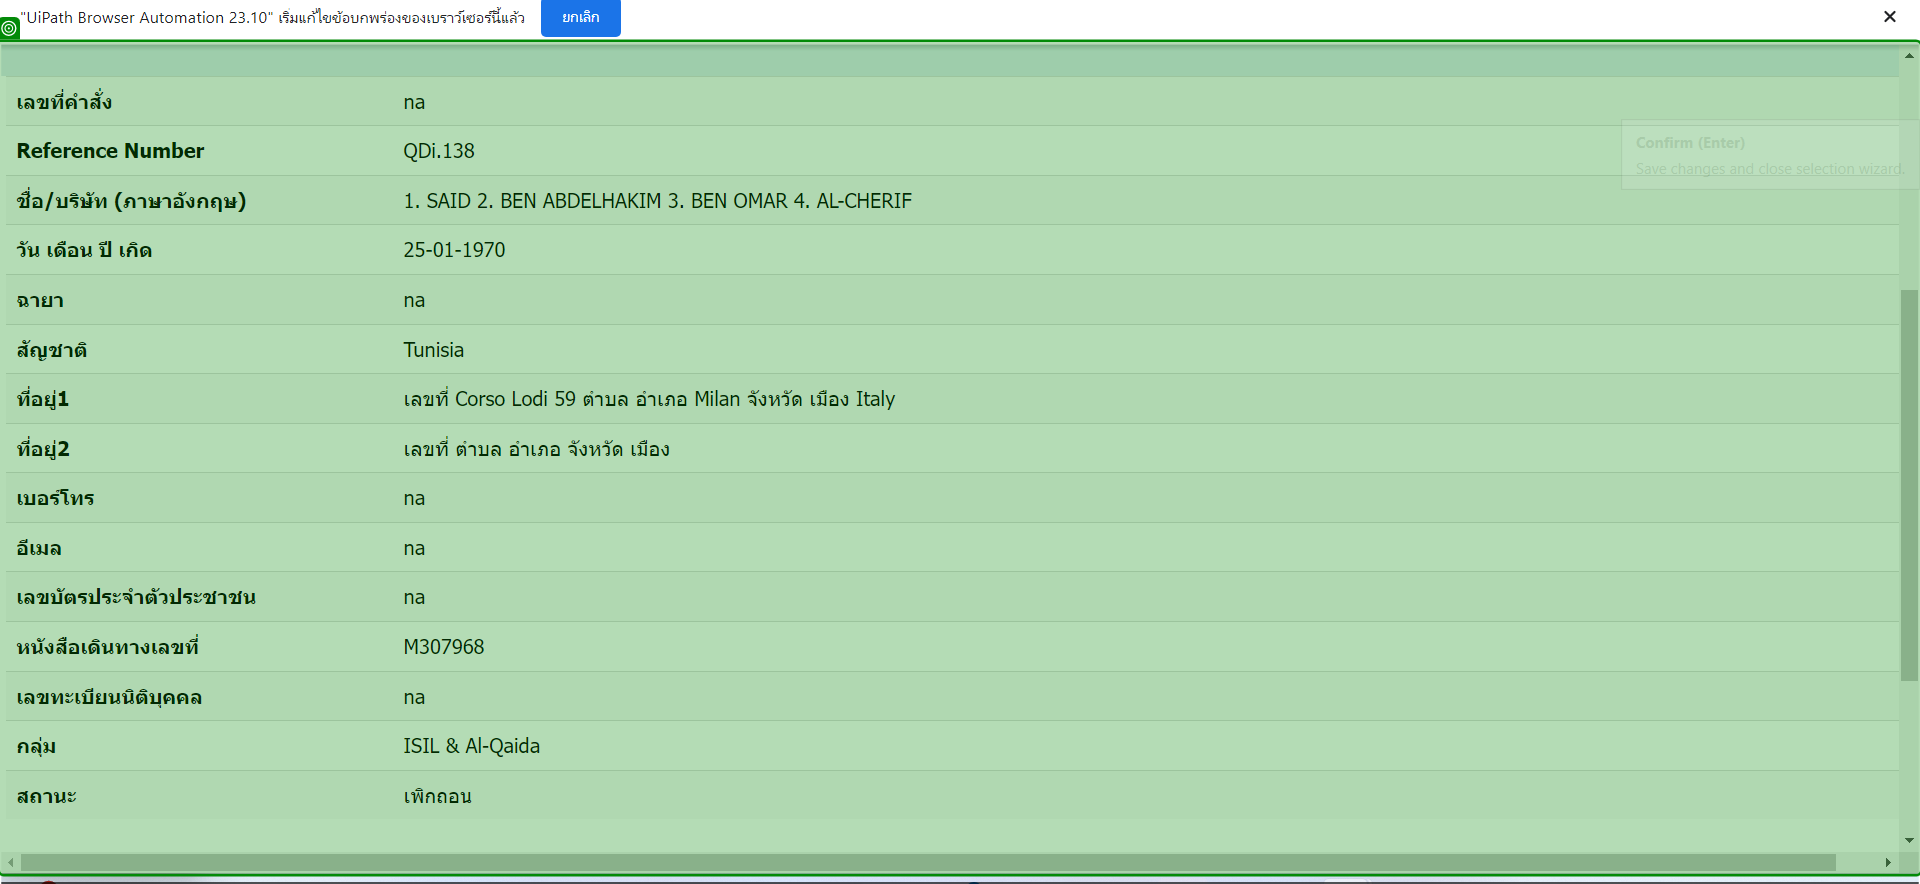 "UiPath Browser Automation 23.10" เริ่มแก้ไขข้อบกพร่องของเบราว์เซอร์นี้แล้ว ยกเลิก
เลขที่คำสั่ง na
Reference Number QDi.138
Confirm (Enter)
Save changes and close selection wizard.
ชื่อ/บริษัท (ภาษาอังกฤษ) 1. SAID 2. BEN ABDELHAKIM 3. BEN OMAR 4. AL-CHERIF
วัน เดือน ปี เกิด 25-01-1970
ฉายา na
สัญชาติ Tunisia
ที่อยู่1 เลขที่ Corso Lodi 59 ตำบล อำเภอ Milan จังหวัด เมือง Italy
ที่อยู่2 เลขที่ ตำบล อำเภอ จังหวัด เมือง
เบอร์โทร na
อีเมล na
เลขบัตรประจำตัวประชาชน na
หนังสือเดินทางเลขที่ M307968
เลขทะเบียนนิติบุคคล na
กลุ่ม ISIL & Al-Qaida
สถานะ เพิกถอน